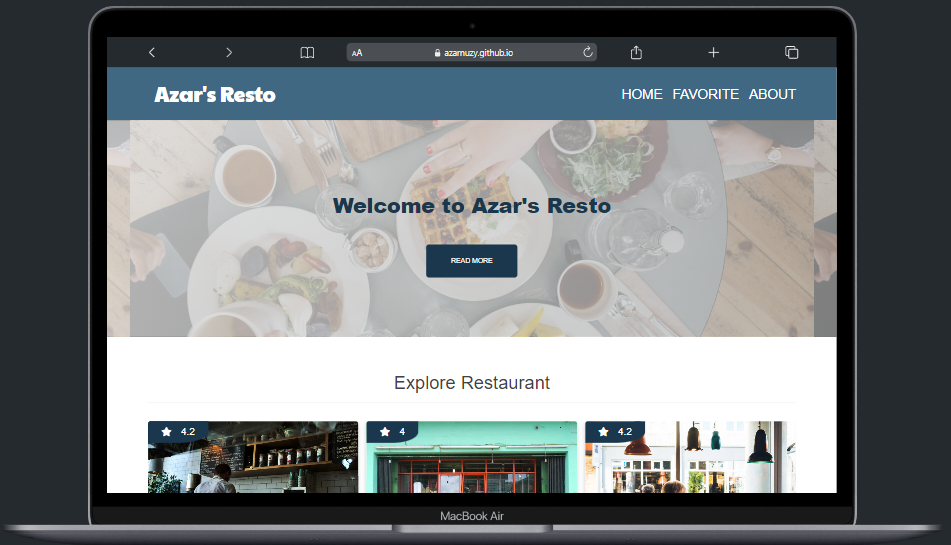 AA azamuzy.github.io
Azar's Resto
HOME FAVORITE ABOUT
Welcome to Azar's Resto
READ MORE
Explore Restaurant
4.2
4
4.2
MacBook Air